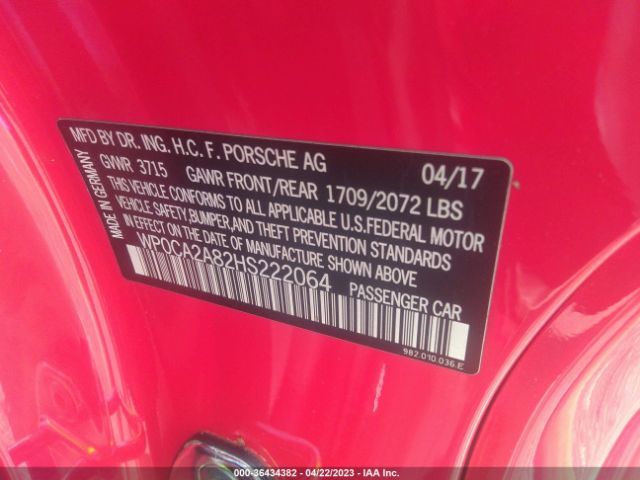 MFD BY DR. ING. H.C. F. PORSCHE AG 04/17
GVWR 3715 GAWR FRONT/REAR 1709/2072 LBS
THIS VEHICLE CONFORMS TO ALL APPLICABLE U.S.FEDERAL MOTOR
VEHICLE SAFETY,BUMPER,AND THEFT PREVENTION STANDARDS
IN EFFECT ON THE DATE OF MANUFACTURE SHOWN ABOVE
WP0CA2A82HS222064 PASSENGER CAR
MADE IN GERMANY
982.010.036.E
000-36434382 - 04/22/2023 - IAA Inc.